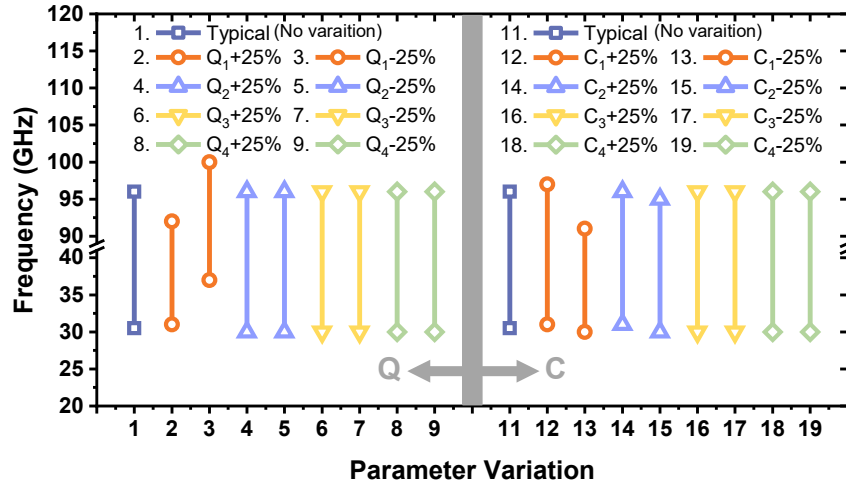 120
115
110
105
100
95
90
40
35
30
25
20
Frequency (GHz)
1. Typical (No varaition)
2. Q₁+25% 3. Q₁-25%
4. Q₂+25% 5. Q₂-25%
6. Q₃+25% 7. Q₃-25%
8. Q₄+25% 9. Q₄-25%
11. Typical (No varaition)
12. C₁+25% 13. C₁-25%
14. C₂+25% 15. C₂-25%
16. C₃+25% 17. C₃-25%
18. C₄+25% 19. C₄-25%
Q C
1 2 3 4 5 6 7 8 9 11 12 13 14 15 16 17 18 19
Parameter Variation